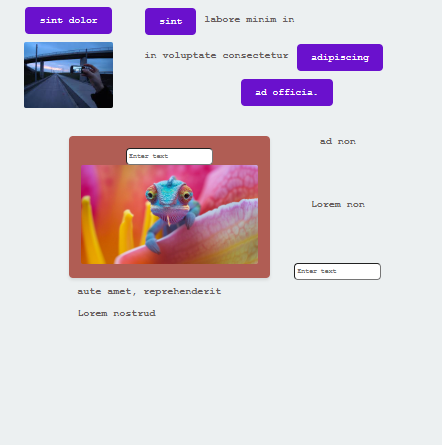 sint dolor
sint labore minim in
in voluptate consectetur adipiscing
ad officia.
ad non
Enter text
Lorem non
Enter text
aute amet, reprehenderit
Lorem nostrud